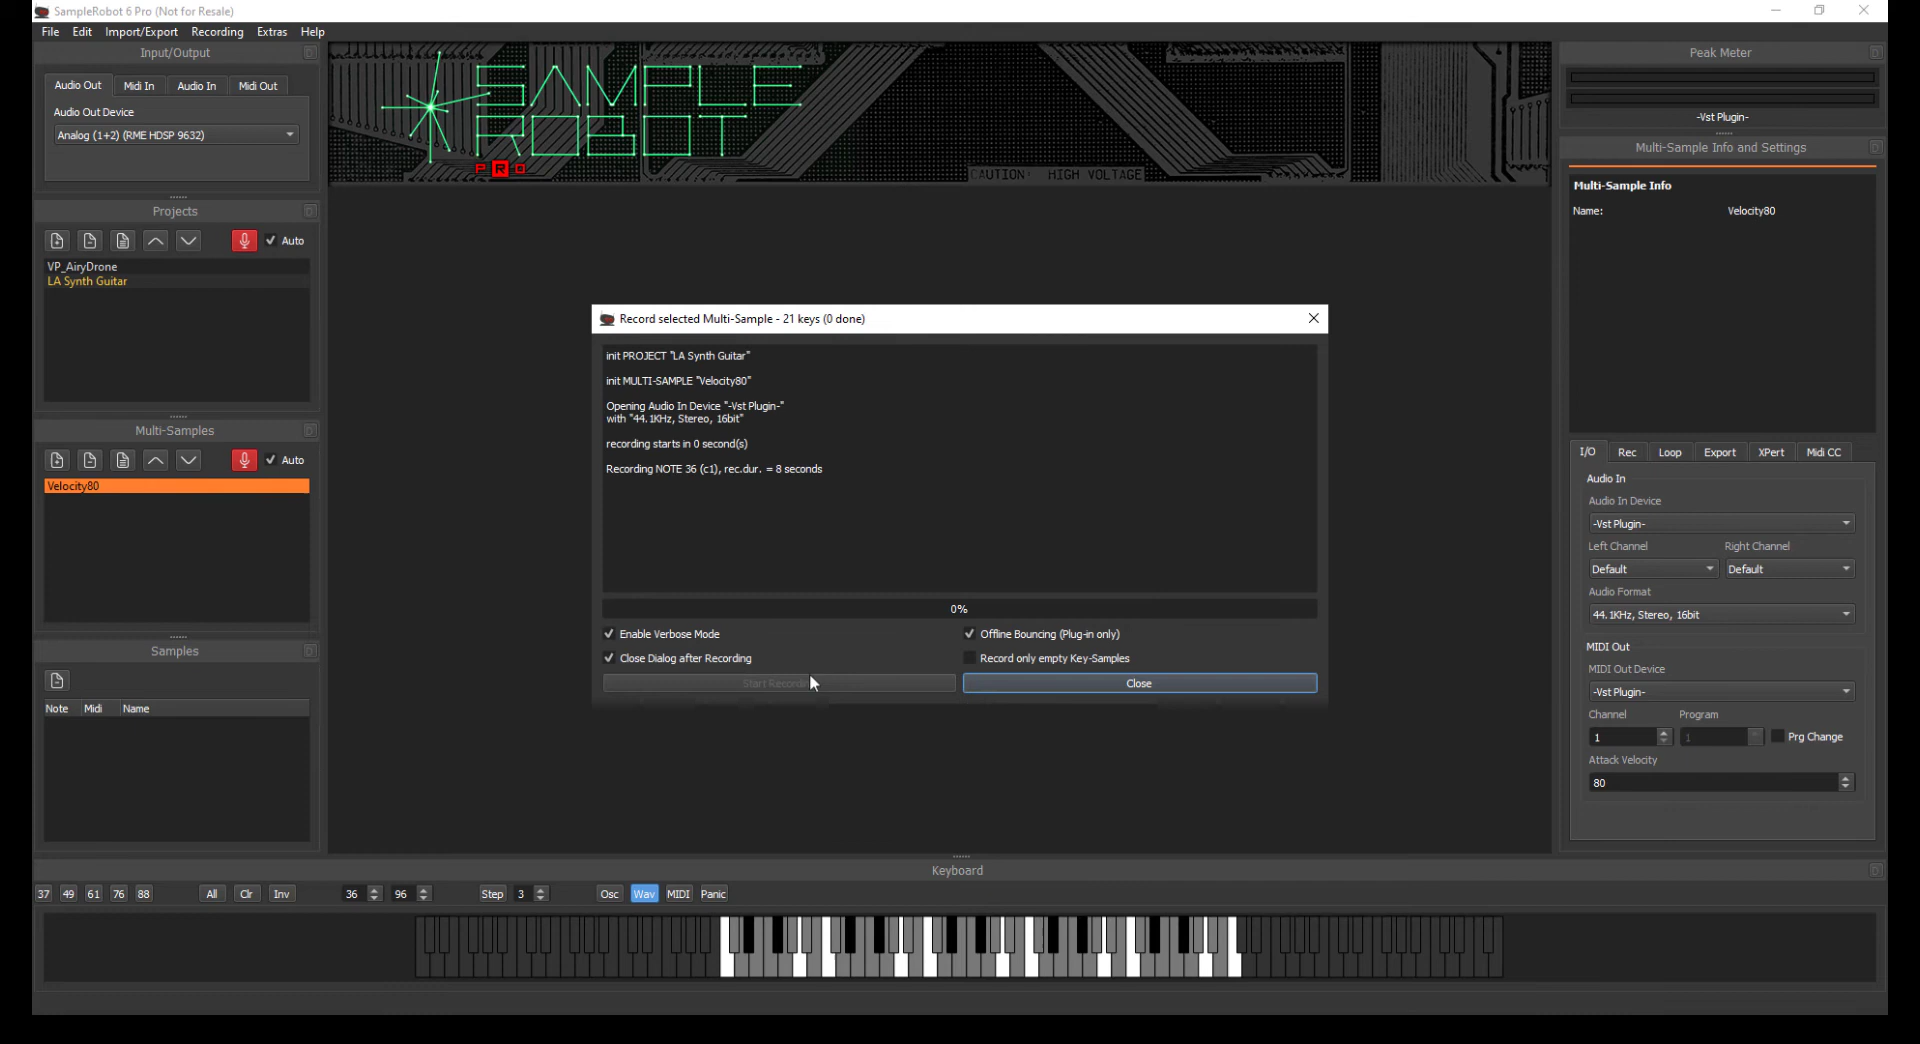 SampleRobot 6 Pro (Not for Resale)
File Edit Import/Export Recording Extras Help
Input/Output
Audio Out Midi In Audio In Midi Out
Audio Out Device
Analog (1+2) (RME HDSP 9632)
SAMPLE
ROBOT
PRO
CAUTION: HIGH VOLTAGE
Peak Meter
-Vst Plugin-
Projects
Auto
VP_AiryDrone
LA Synth Guitar
Multi-Samples
Auto
Velocity80
Samples
Note Midi Name
Record selected Multi-Sample - 21 keys (0 done)
init PROJECT "LA Synth Guitar"
init MULTI-SAMPLE "Velocity80"
Opening Audio In Device "-Vst Plugin-"
with "44.1KHz, Stereo, 16bit"
recording starts in 0 second(s)
Recording NOTE 36 (c1), rec.dur. = 8 seconds
0%
Enable Verbose Mode Offline Bouncing (Plug-in only)
Close Dialog after Recording Record only empty Key-Samples
Start Recording Close
Multi-Sample Info and Settings
Multi-Sample Info
Name: Velocity80
I/O Rec Loop Export XPert Midi CC
Audio In
Audio In Device
-Vst Plugin-
Left Channel Right Channel
Default Default
Audio Format
44.1KHz, Stereo, 16bit
MIDI Out
MIDI Out Device
-Vst Plugin-
Channel Program
1 1 Prg Change
Attack Velocity
80
Keyboard
37 49 61 76 88 All Clr Inv 36 96 Step 3 Osc Wav MIDI Panic